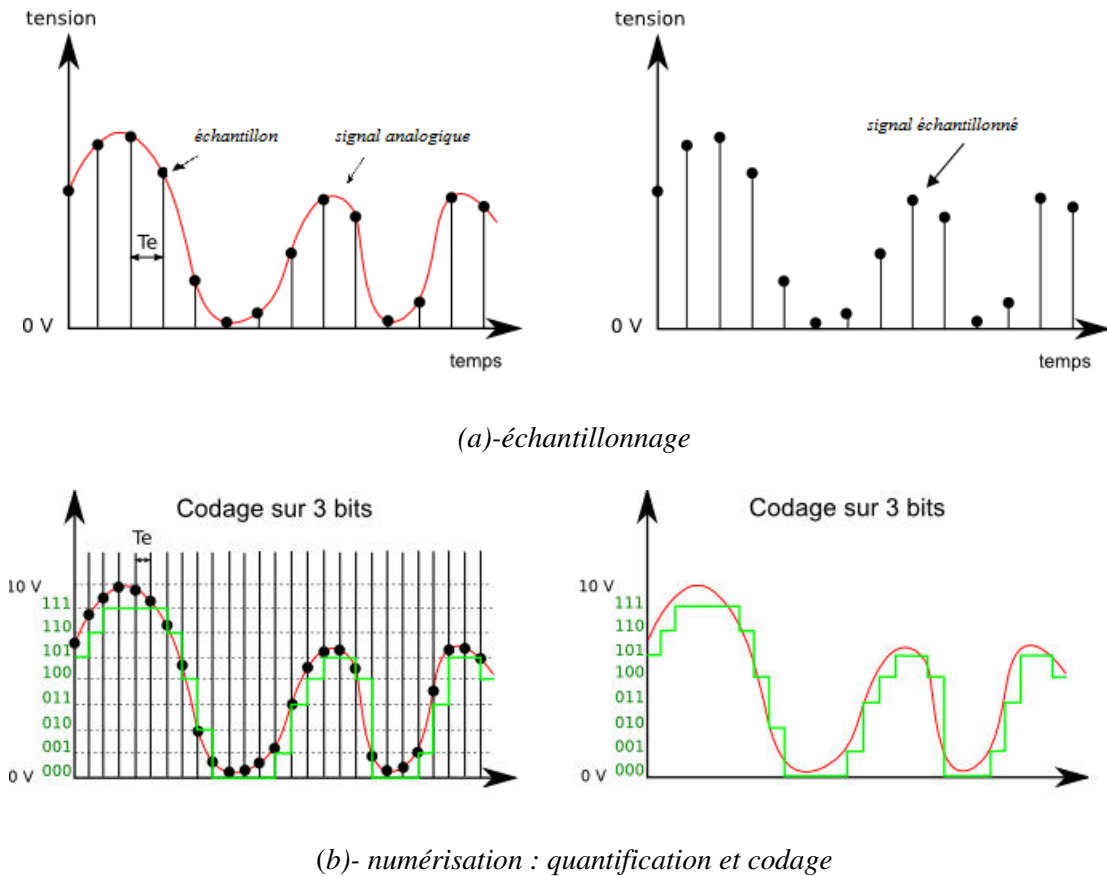 tension
échantillon
signal analogique
Te
0 V
temps
tension
signal échantillonné
0 V
temps
(a)-échantillonnage
Codage sur 3 bits
Te
10 V
111
110
101
100
011
010
001
0 V 000
Codage sur 3 bits
10 V
111
110
101
100
011
010
001
0 V 000
(b)- numérisation : quantification et codage